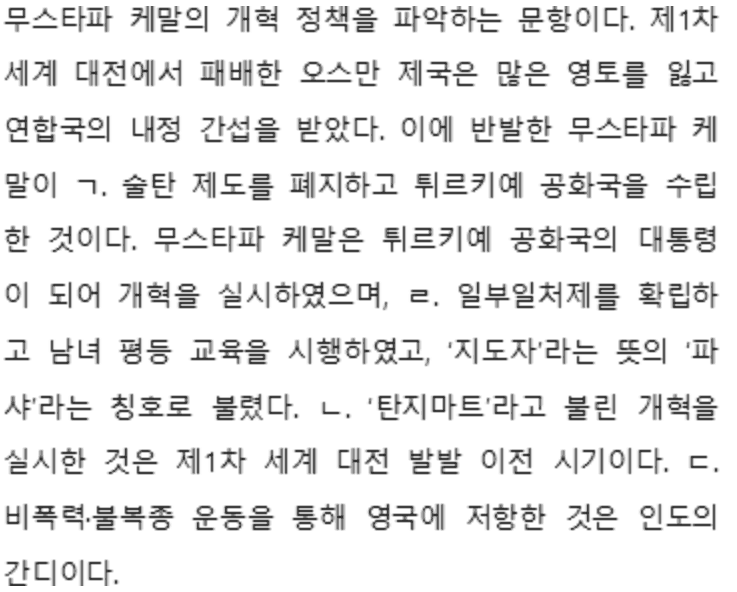 무스타파 케말의 개혁 정책을 파악하는 문항이다. 제1차
세계 대전에서 패배한 오스만 제국은 많은 영토를 잃고
연합국의 내정 간섭을 받았다. 이에 반발한 무스타파 케
말이 ㄱ. 술탄 제도를 폐지하고 튀르키예 공화국을 수립
한 것이다. 무스타파 케말은 튀르키예 공화국의 대통령
이 되어 개혁을 실시하였으며, ㄹ. 일부일처제를 확립하
고 남녀 평등 교육을 시행하였고, ‘지도자’라는 뜻의 ‘파
샤’라는 칭호로 불렸다. ㄴ. ‘탄지마트’라고 불린 개혁을
실시한 것은 제1차 세계 대전 발발 이전 시기이다. ㄷ.
비폭력·불복종 운동을 통해 영국에 저항한 것은 인도의
간디이다.